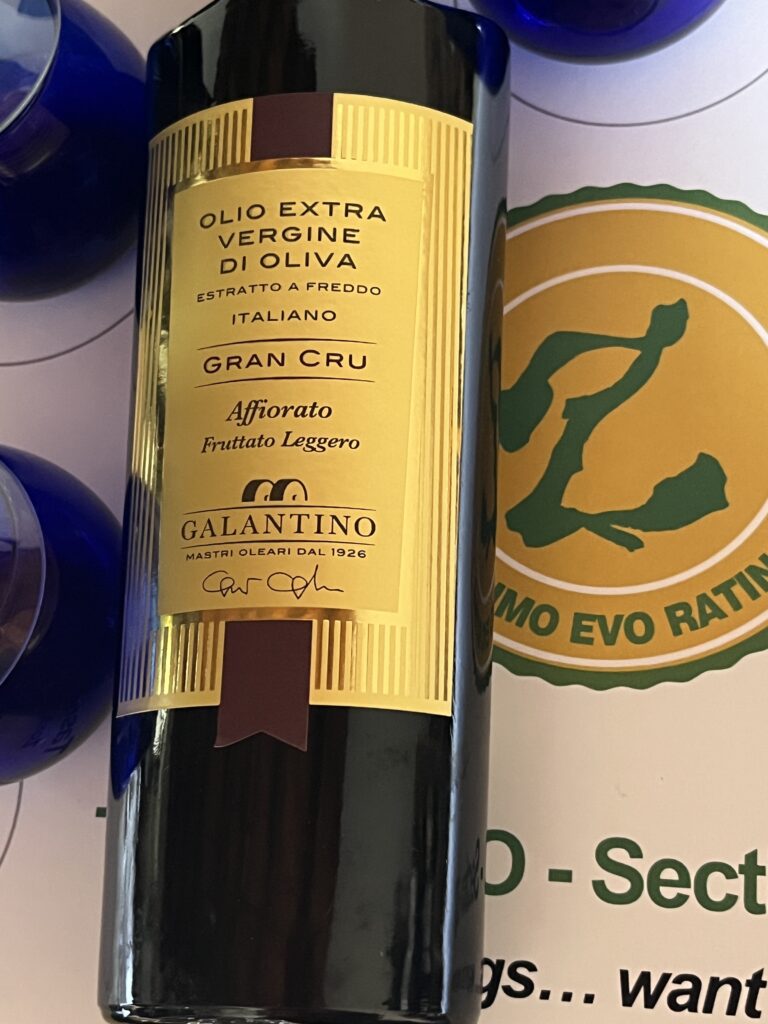 OLIO EXTRA
VERGINE
DI OLIVA
ESTRATTO A FREDDO
ITALIANO
GRAN CRU
Affiorato
Fruttato Leggero
GALANTINO
MASTRI OLEARI DAL 1926
IMO EVO RATIN
O - Sect
gs... want